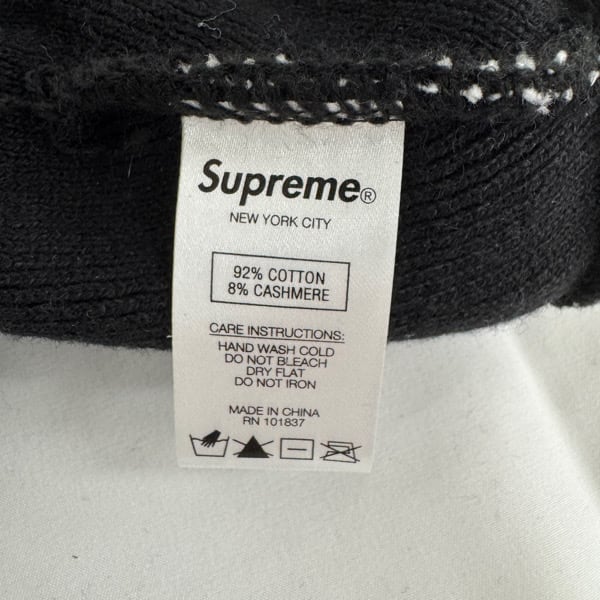 Supreme®
NEW YORK CITY
92% COTTON
8% CASHMERE
CARE INSTRUCTIONS:
HAND WASH COLD
DO NOT BLEACH
DRY FLAT
DO NOT IRON
MADE IN CHINA
RN 101837